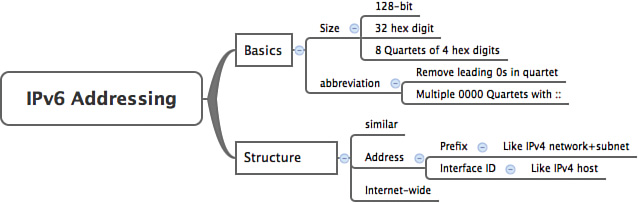 IPv6 Addressing
Basics
Size
128-bit
32 hex digit
8 Quartets of 4 hex digits
abbreviation
Remove leading 0s in quartet
Multiple 0000 Quartets with ::
Structure
similar
Address
Prefix
Like IPv4 network+subnet
Interface ID
Like IPv4 host
Internet-wide